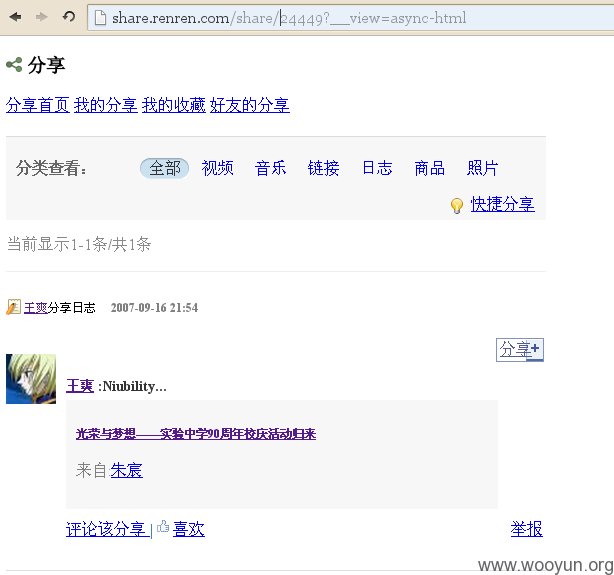 share.renren.com/share/24449?__view=async-html
分享
分享首页 我的分享 我的收藏 好友的分享
分类查看: 全部 视频 音乐 链接 日志 商品 照片
快捷分享
当前显示1-1条/共1条
王爽分享日志 2007-09-16 21:54
分享+
王爽 :Niubility...
光荣与梦想——实验中学90周年校庆活动归来
来自 朱宸
评论该分享 | 喜欢 举报
www.wooyun.org